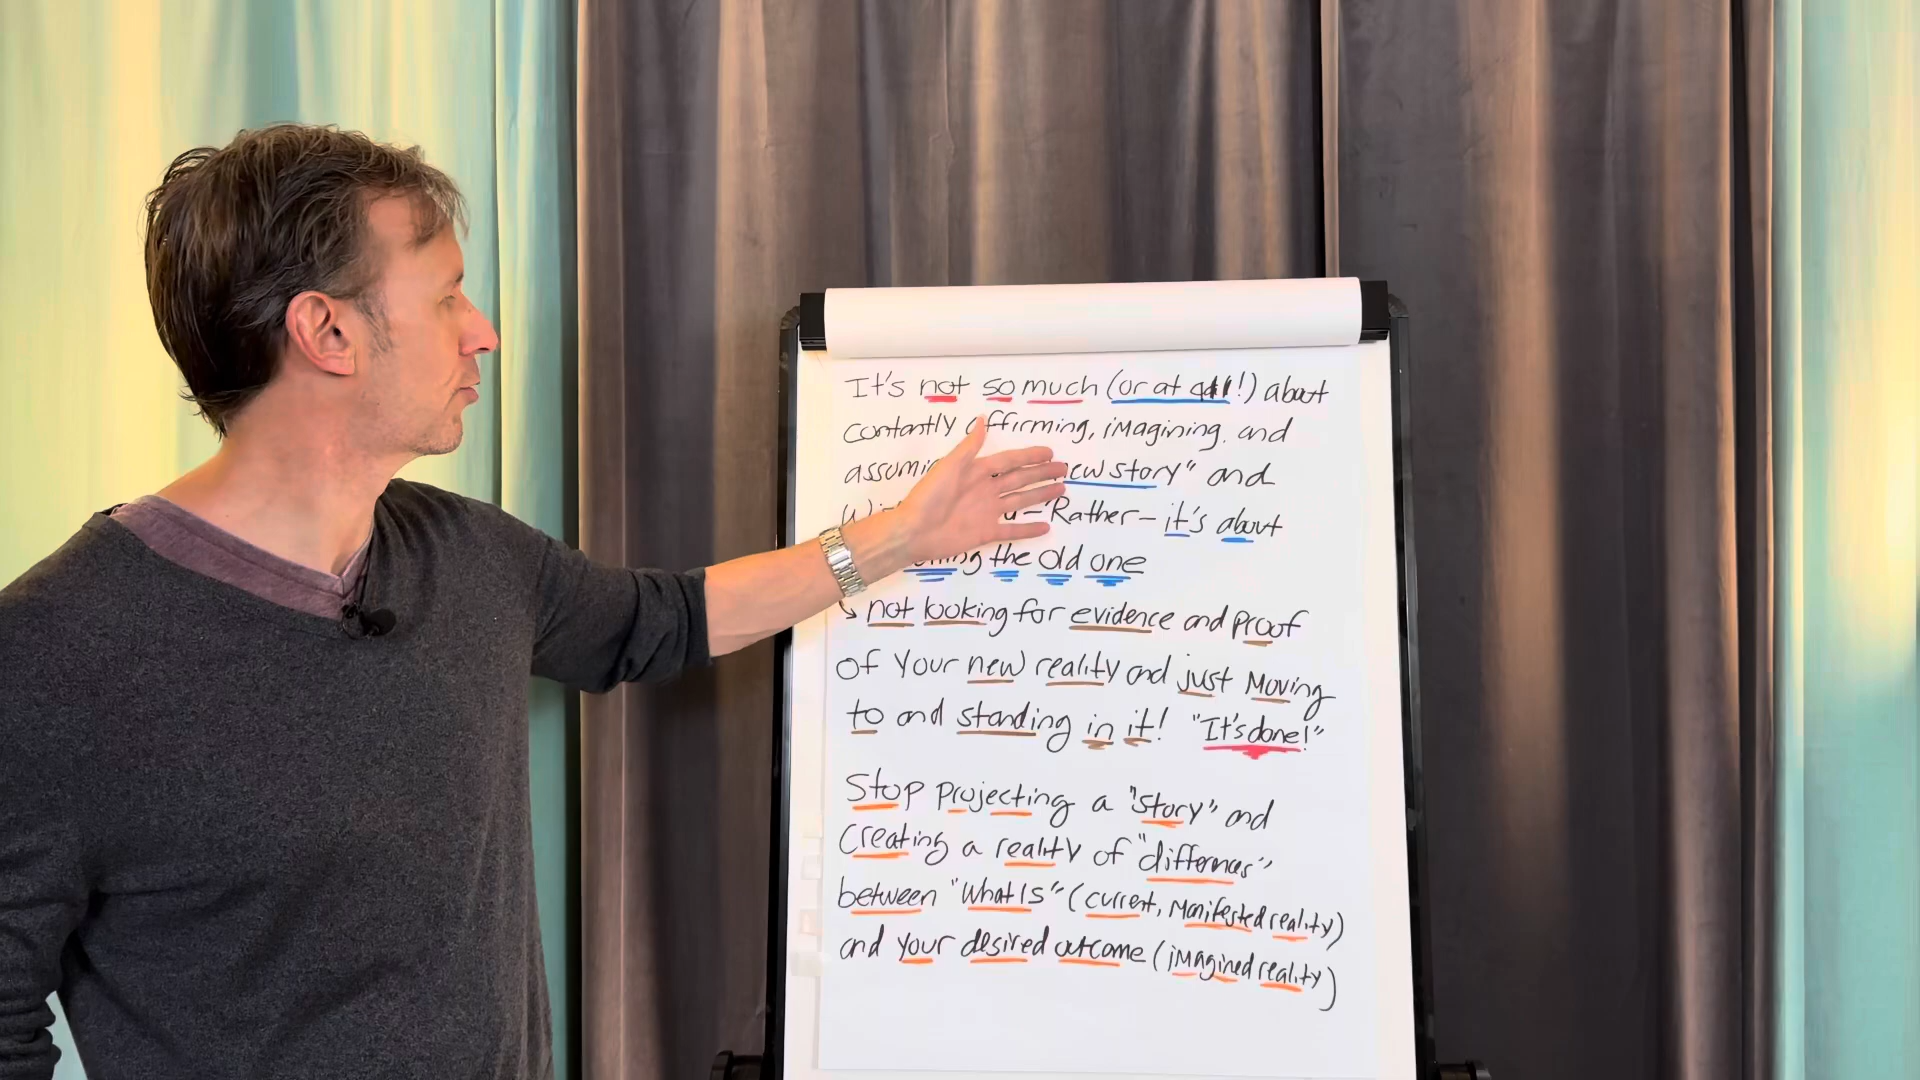 It's not so much (or at all!) about
contantly affirming, imagining, and
new story" and
Rather - it's about
the old one
not looking for evidence and proof
of your new reality and just moving
to and standing in it! "It's done!"
Stop projecting a "story" and
creating a reality of "differences"
between "What Is" (current, manifested reality)
and your desired outcome (imagined reality)